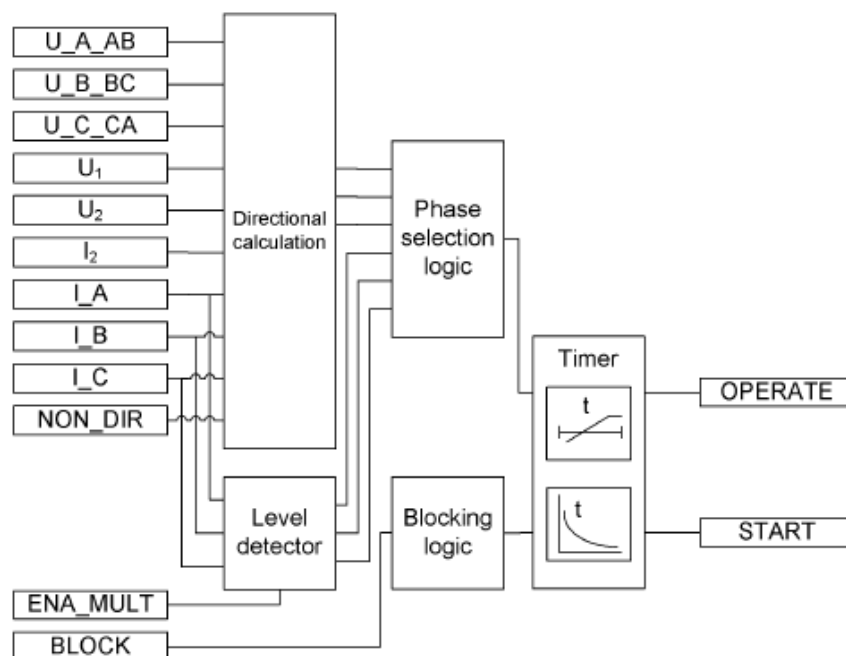 U_A_AB
U_B_BC
U_C_CA
U₁
U₂
I₂
I_A
I_B
I_C
NON_DIR
ENA_MULT
BLOCK
Directional
calculation
Level
detector
Phase
selection
logic
Blocking
logic
Timer
t
t
OPERATE
START